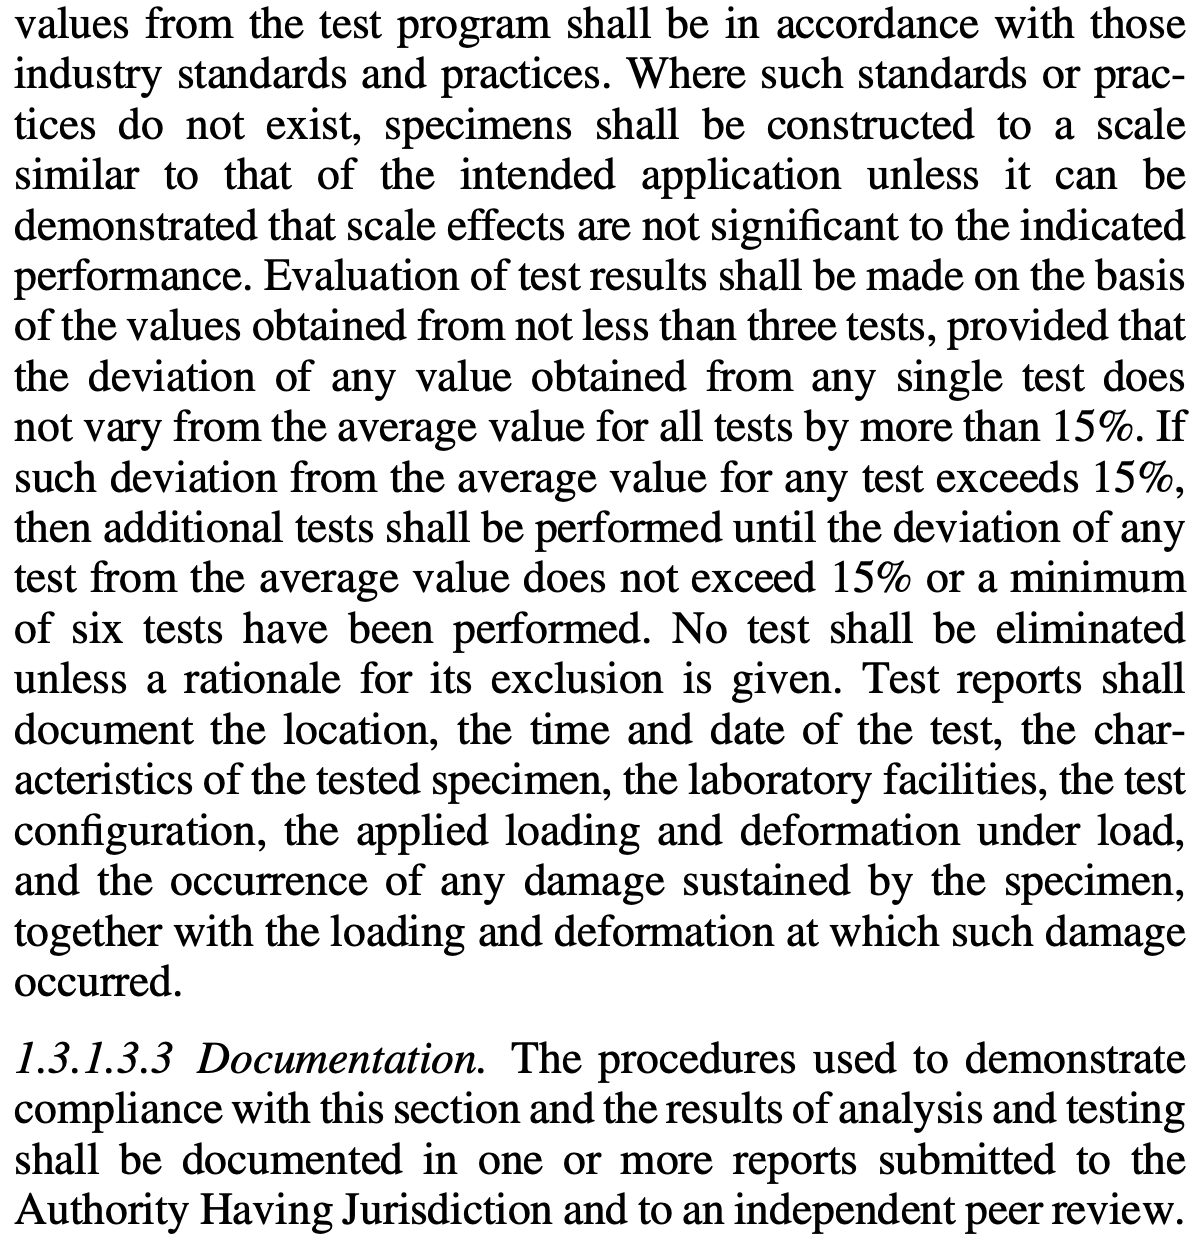 values from the test program shall be in accordance with those
industry standards and practices. Where such standards or prac-
tices do not exist, specimens shall be constructed to a scale
similar to that of the intended application unless it can be
demonstrated that scale effects are not significant to the indicated
performance. Evaluation of test results shall be made on the basis
of the values obtained from not less than three tests, provided that
the deviation of any value obtained from any single test does
not vary from the average value for all tests by more than 15%. If
such deviation from the average value for any test exceeds 15%,
then additional tests shall be performed until the deviation of any
test from the average value does not exceed 15% or a minimum
of six tests have been performed. No test shall be eliminated
unless a rationale for its exclusion is given. Test reports shall
document the location, the time and date of the test, the char-
acteristics of the tested specimen, the laboratory facilities, the test
configuration, the applied loading and deformation under load,
and the occurrence of any damage sustained by the specimen,
together with the loading and deformation at which such damage
occurred.
1.3.1.3.3 Documentation. The procedures used to demonstrate
compliance with this section and the results of analysis and testing
shall be documented in one or more reports submitted to the
Authority Having Jurisdiction and to an independent peer review.